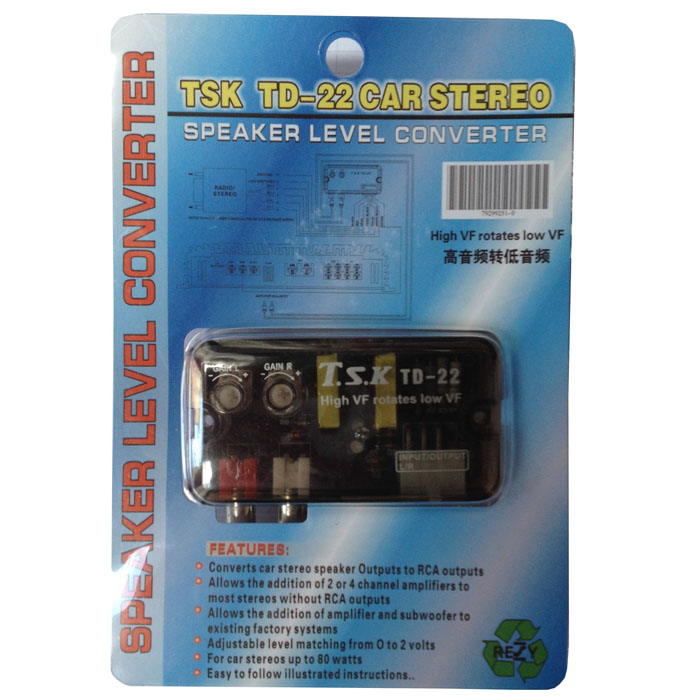 SPEAKER LEVEL CONVERTER
TSK TD-22 CAR STEREO
SPEAKER LEVEL CONVERTER
RADIO/
STEREO
79299251-0
High VF rotates low VF
高音频转低音频
GAIN L
GAIN R
- +
- +
T.S.K TD-22
High VF rotates low VF
INPUT/OUTPUT
L/R
FEATURES:
• Converts car stereo speaker Outputs to RCA outputs
• Allows the addition of 2 or 4 channel amplifiers to
most stereos without RCA outputs
• Allows the addition of amplifier and subwoofer to
existing factory systems
• Adjustable level matching from O to 2 volts
• For car stereos up to 80 watts
• Easy to follow illustrated instructions..
REZY